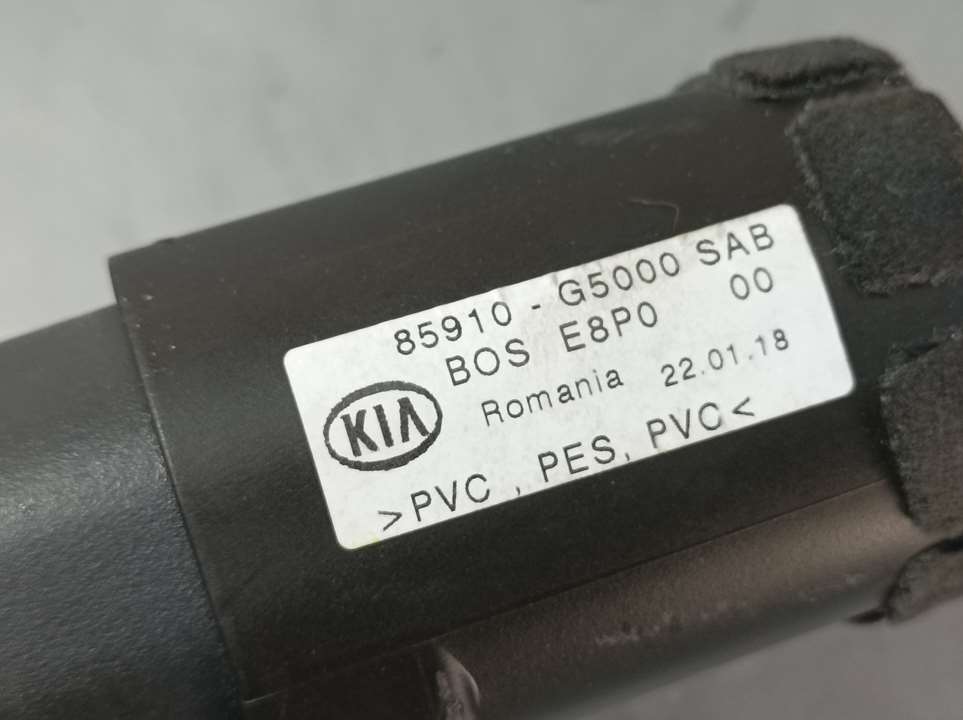 85910 - G5000 SAB
BOS E8P0 00
KIA
Romania 22.01.18
>PVC , PES, PVC<